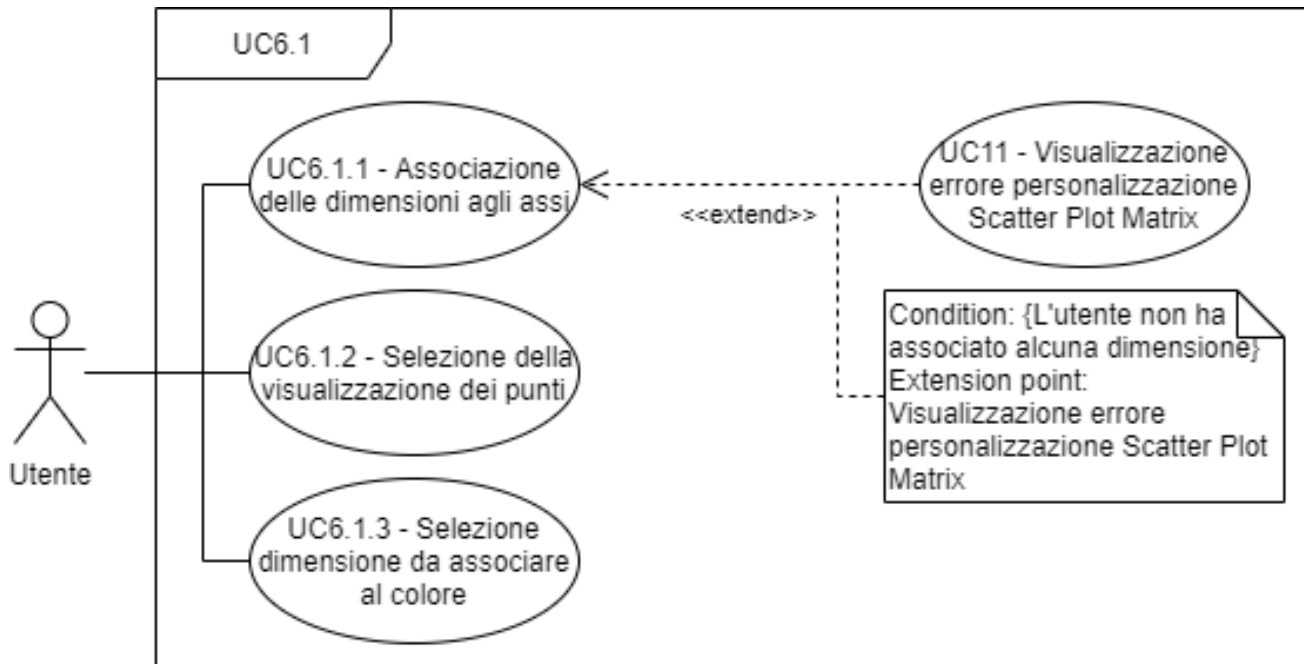 UC6.1
UC6.1.1 - Associazione
delle dimensioni agli assi
UC11 - Visualizzazione
errore personalizzazione
Scatter Plot Matrix
<<extend>>
Condition: {L'utente non ha
associato alcuna dimensione}
Extension point:
Visualizzazione errore
personalizzazione Scatter Plot
Matrix
UC6.1.2 - Selezione della
visualizzazione dei punti
Utente
UC6.1.3 - Selezione
dimensione da associare
al colore